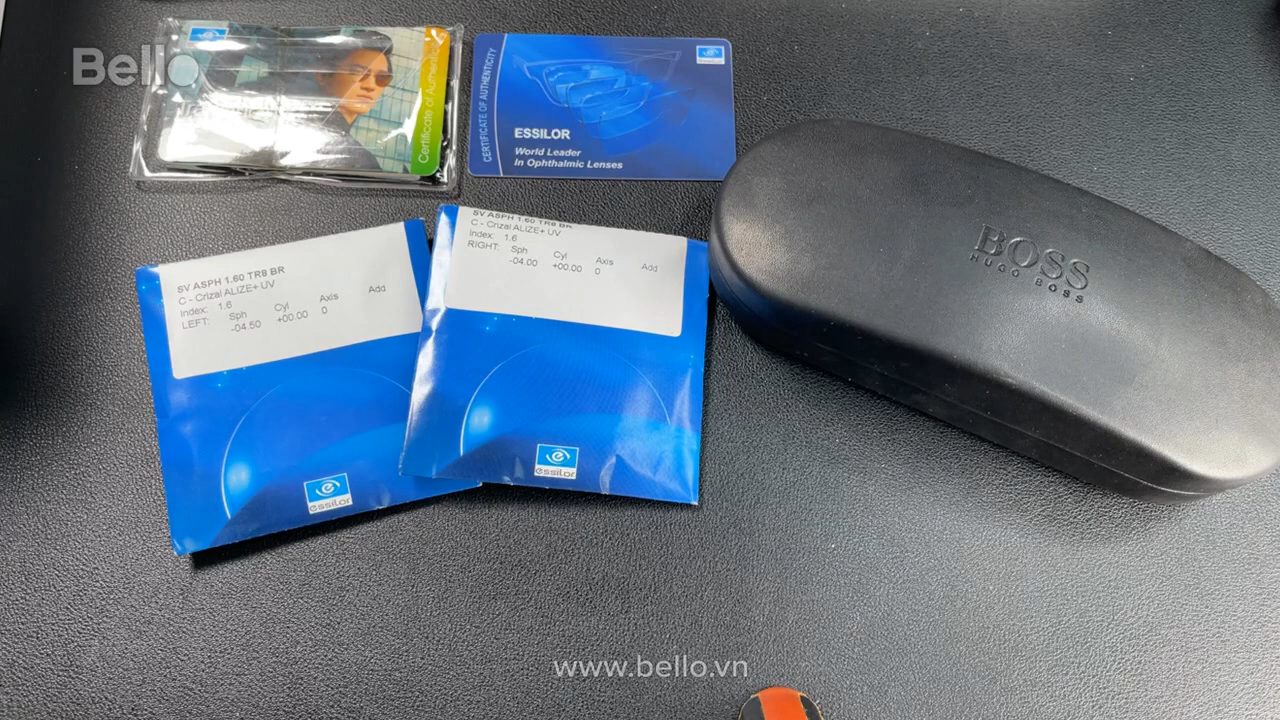 Bello
Certificate of Authenticity
CERTIFICATE OF AUTHENTICITY
essilor
ESSILOR
World Leader
In Ophthalmic Lenses
SV ASPH 1.60 TR8 BR
C - Crizal ALIZE+ UV
Index: 1.6
LEFT: Sph Cyl Axis Add
-04.50 +00.00 0
essilor
SV ASPH 1.60 TR8 BR
C - Crizal ALIZE+ UV
Index: 1.6
RIGHT: Sph Cyl Axis Add
-04.00 +00.00 0
essilor
BOSS
HUGO BOSS
www.bello.vn